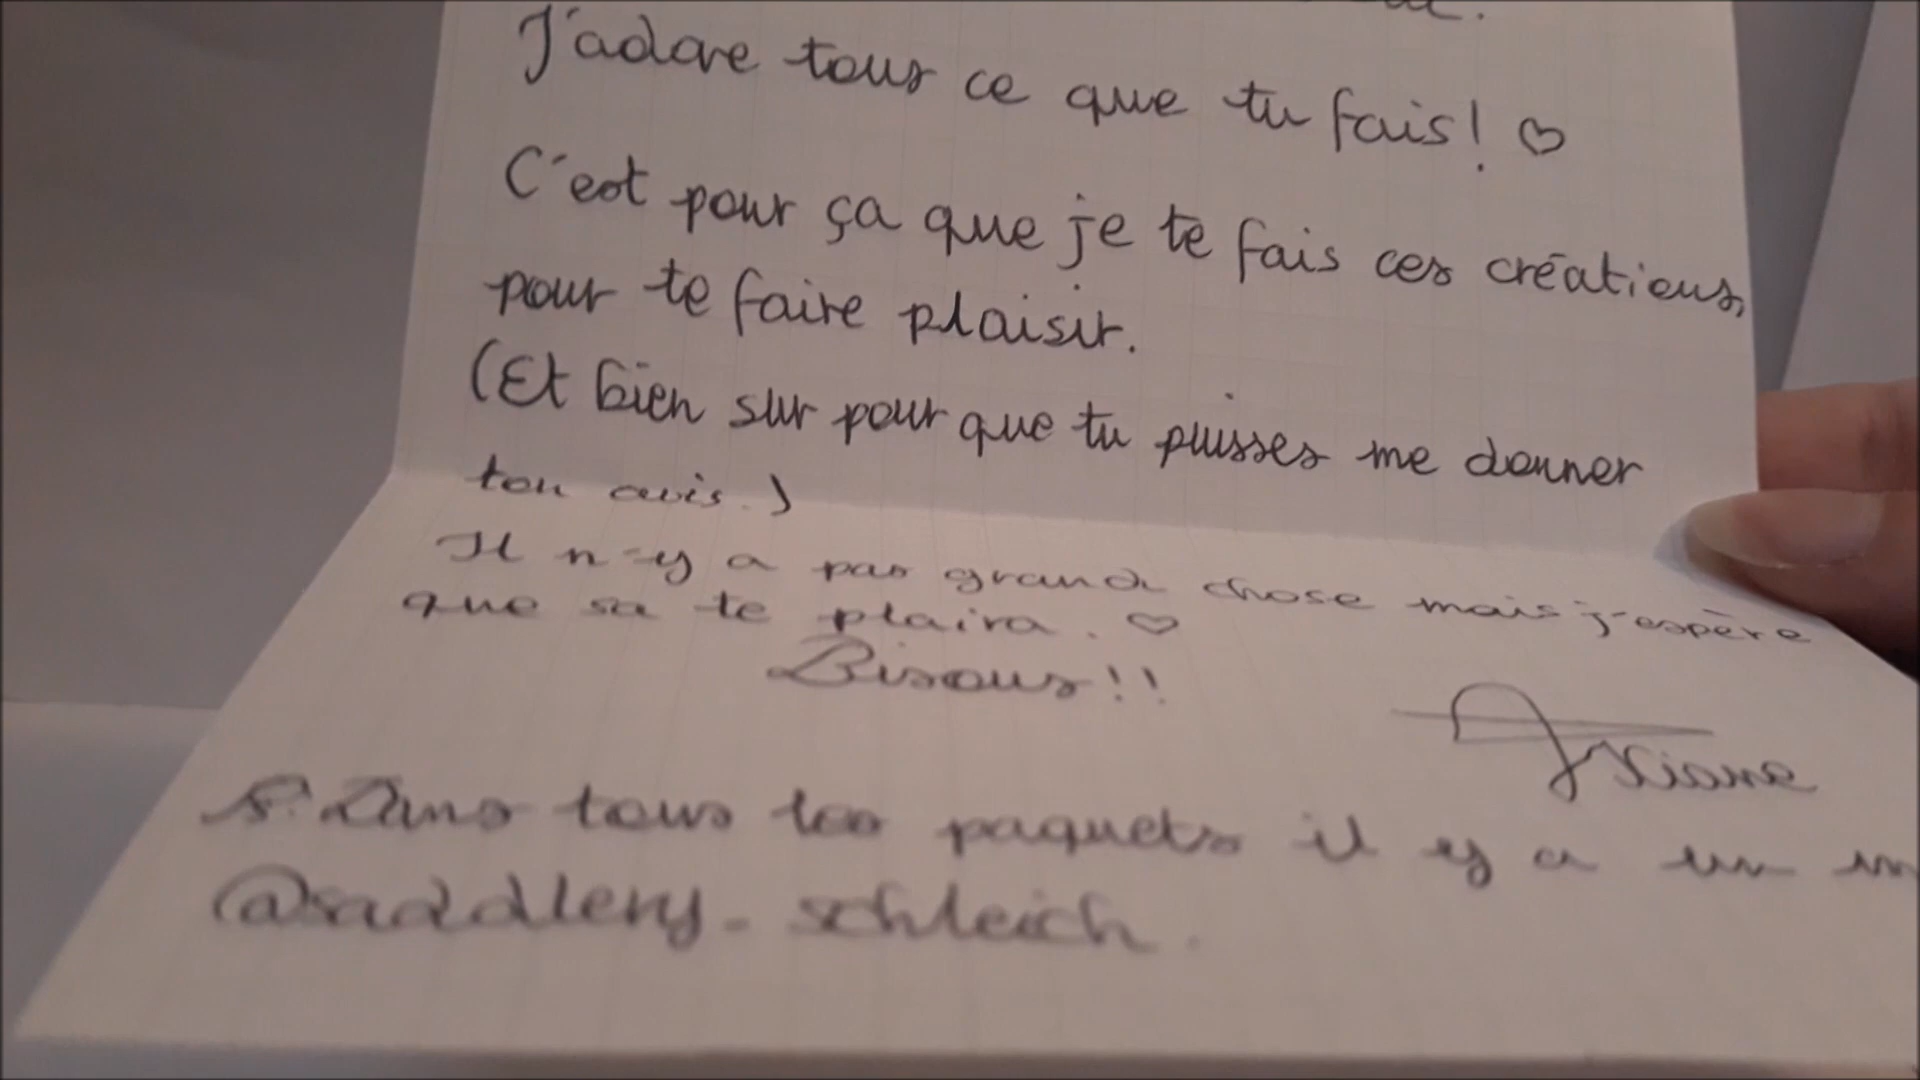 J'adore tous ce que tu fais! ♡
C'est pour ça que je te fais ces créations,
pour te faire plaisir.
(Et bien sur pour que tu puisses me donner
ton avis.)
Il n'y a pas grand chose mais j'espère
que sa te plaira. ♡
Bisous!!
Dans tous les paquets il y a un
@saddlery_schleich.